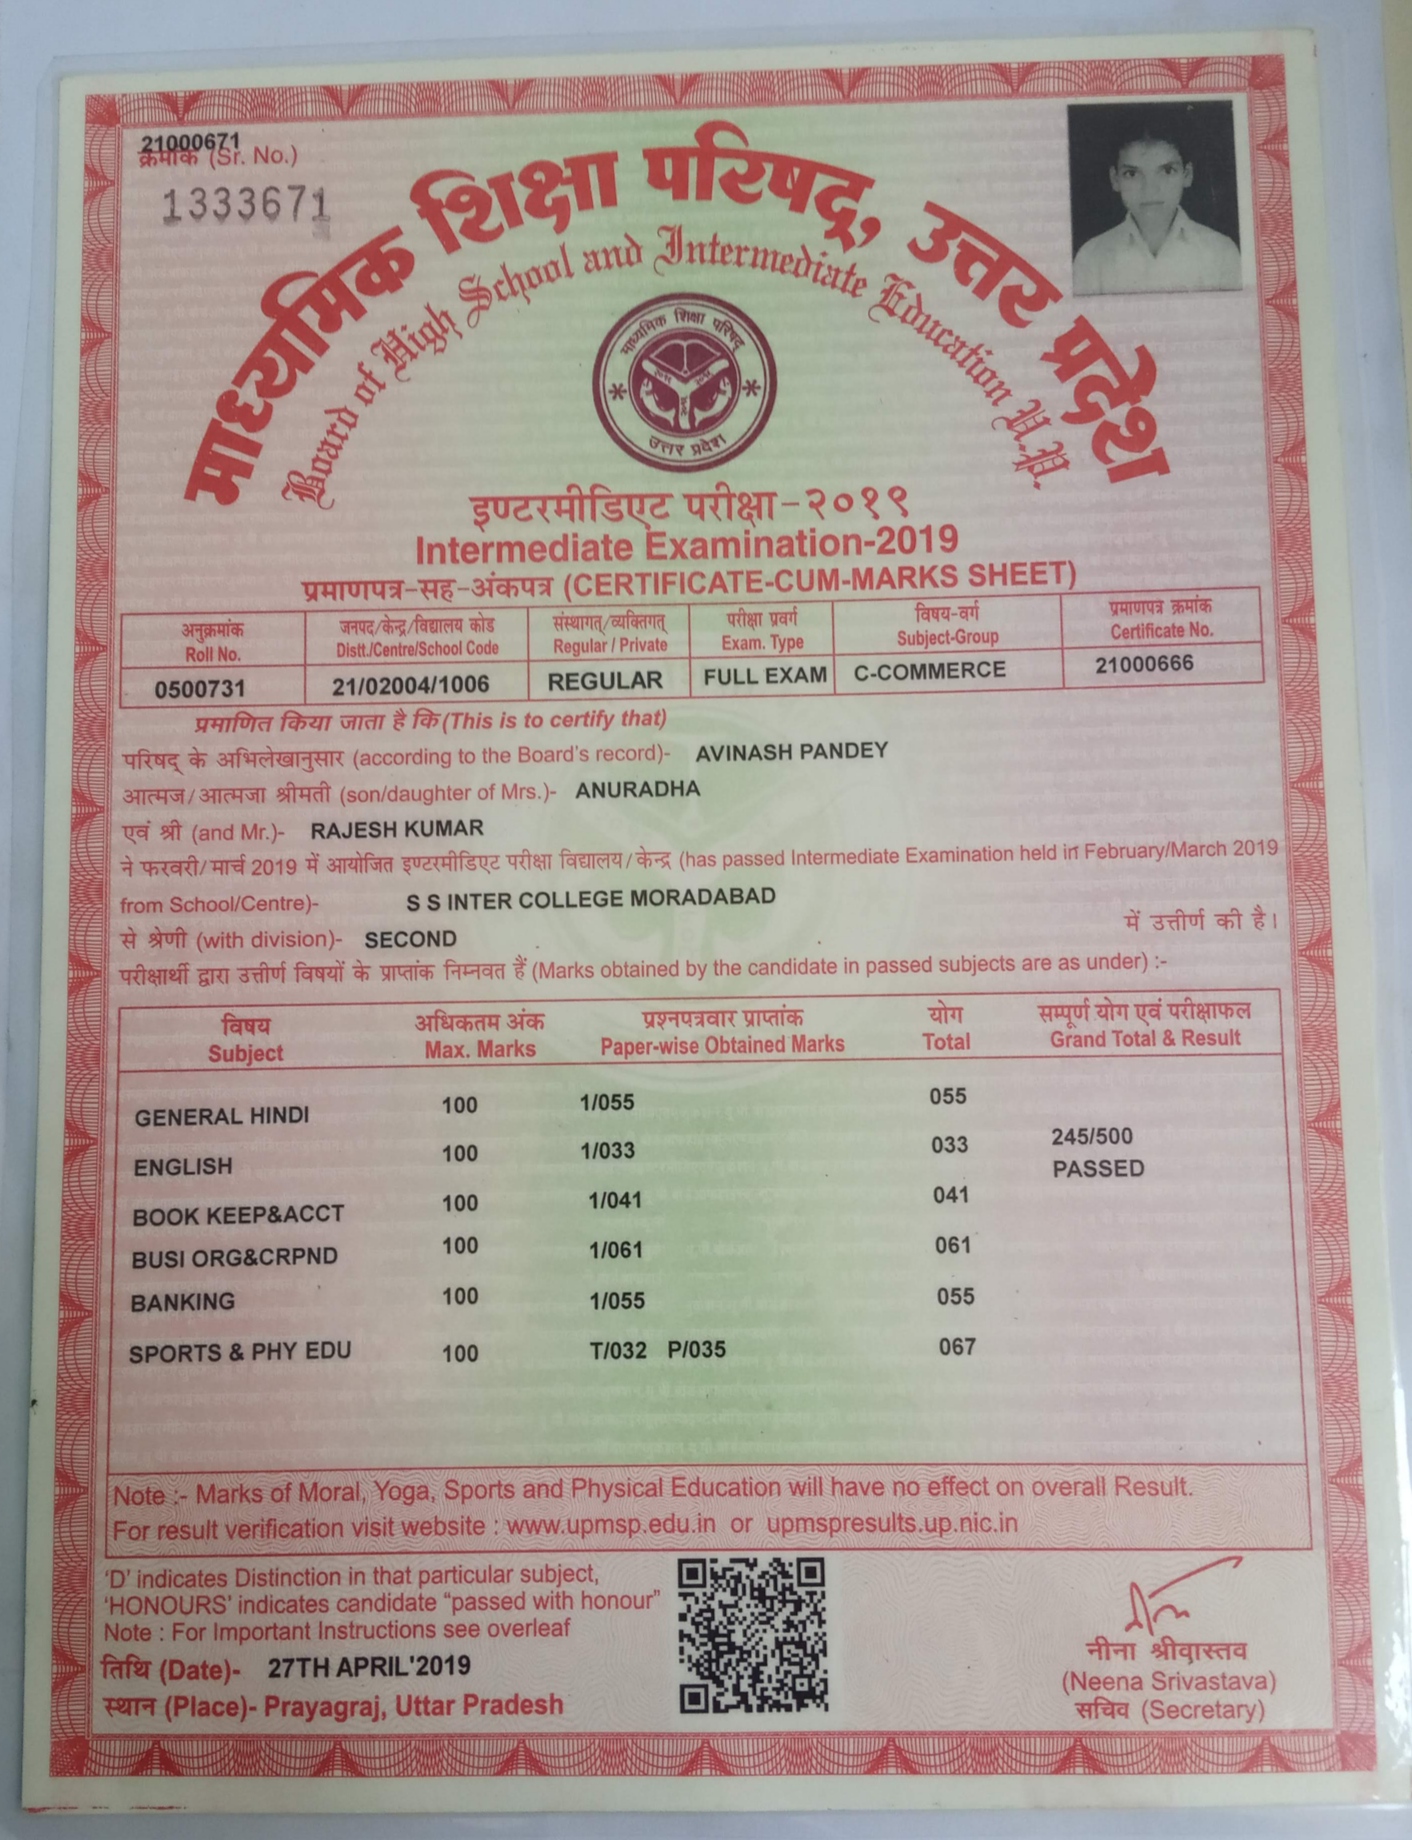 21000671
क्रमांक (Sr. No.)
1333671
माध्यमिक शिक्षा परिषद्, उत्तर प्रदेश
Board of High School and Intermediate Education U.P.
माध्यमिक शिक्षा परिषद्
उत्तर प्रदेश
इण्टरमीडिएट परीक्षा-२०१९
Intermediate Examination-2019
प्रमाणपत्र-सह-अंकपत्र (CERTIFICATE-CUM-MARKS SHEET)
अनुक्रमांक जनपद/केन्द्र/विद्यालय कोड संस्थागत्/व्यक्तिगत् परीक्षा प्रवर्ग विषय-वर्ग प्रमाणपत्र क्रमांक
Roll No. Distt./Centre/School Code Regular / Private Exam. Type Subject-Group Certificate No.
0500731 21/02004/1006 REGULAR FULL EXAM C-COMMERCE 21000666
प्रमाणित किया जाता है कि (This is to certify that)
परिषद् के अभिलेखानुसार (according to the Board's record)- AVINASH PANDEY
आत्मज/आत्मजा श्रीमती (son/daughter of Mrs.)- ANURADHA
एवं श्री (and Mr.)- RAJESH KUMAR
ने फरवरी/मार्च 2019 में आयोजित इण्टरमीडिएट परीक्षा विद्यालय/केन्द्र (has passed Intermediate Examination held in February/March 2019
from School/Centre)- S S INTER COLLEGE MORADABAD
से श्रेणी (with division)- SECOND में उत्तीर्ण की है।
परीक्षार्थी द्वारा उत्तीर्ण विषयों के प्राप्तांक निम्नवत हैं (Marks obtained by the candidate in passed subjects are as under) :-
विषय अधिकतम अंक प्रश्नपत्रवार प्राप्तांक योग सम्पूर्ण योग एवं परीक्षाफल
Subject Max. Marks Paper-wise Obtained Marks Total Grand Total & Result
GENERAL HINDI 100 1/055 055
ENGLISH 100 1/033 033 245/500
PASSED
BOOK KEEP&ACCT 100 1/041 041
BUSI ORG&CRPND 100 1/061 061
BANKING 100 1/055 055
SPORTS & PHY EDU 100 T/032 P/035 067
Note :- Marks of Moral, Yoga, Sports and Physical Education will have no effect on overall Result.
For result verification visit website : www.upmsp.edu.in or upmspresults.up.nic.in
'D' indicates Distinction in that particular subject,
'HONOURS' indicates candidate "passed with honour"
Note : For Important Instructions see overleaf
तिथि (Date)- 27TH APRIL'2019
स्थान (Place)- Prayagraj, Uttar Pradesh
नीना श्रीवास्तव
(Neena Srivastava)
सचिव (Secretary)